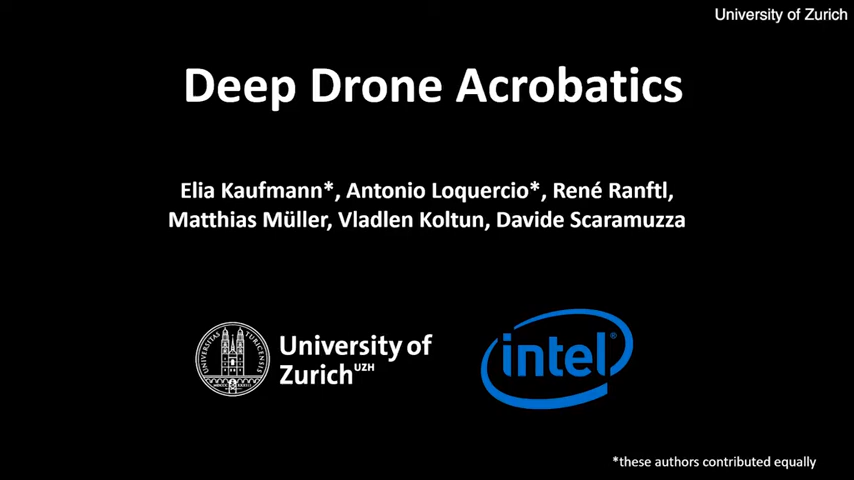 University of Zurich
Deep Drone Acrobatics
Elia Kaufmann*, Antonio Loquercio*, René Ranftl,
Matthias Müller, Vladlen Koltun, Davide Scaramuzza
University of
Zurich UZH
intel®
*these authors contributed equally